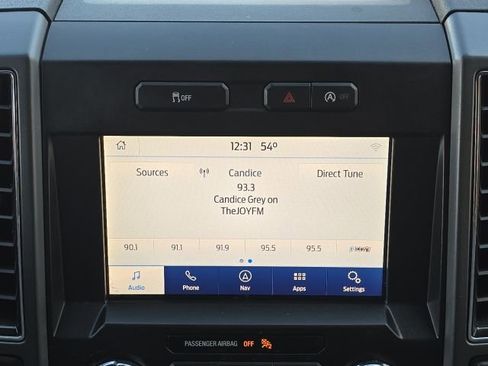 OFF
OFF
12:31 54°
Sources Candice Direct Tune
93.3
Candice Grey on
TheJOYFM
90.1 91.1 91.9 95.5 95.5
Audio Phone Nav Apps Settings
PASSENGER AIRBAG OFF